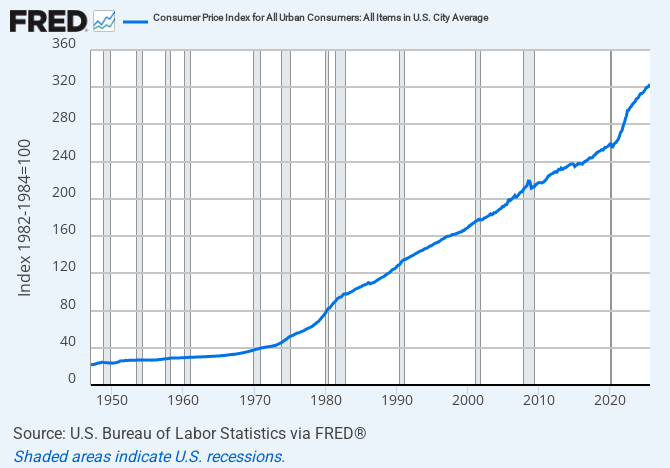 FRED® Consumer Price Index for All Urban Consumers: All Items in U.S. City Average
360
320
280
240
200
160
120
80
40
0
Index 1982-1984=100
1950 1960 1970 1980 1990 2000 2010 2020
Source: U.S. Bureau of Labor Statistics via FRED®
Shaded areas indicate U.S. recessions.